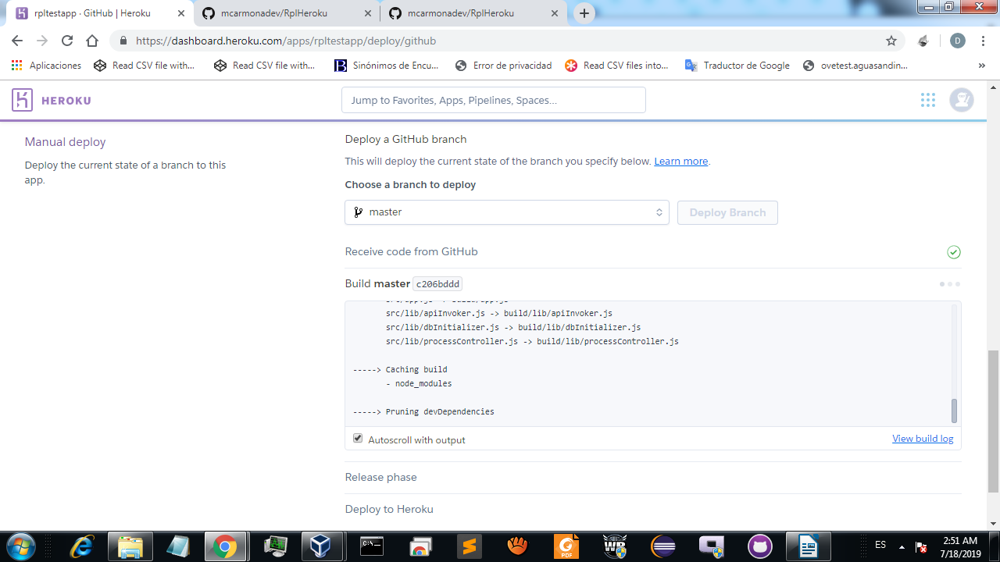 rpltestapp · GitHub | Heroku
mcarmonadev/RplHeroku
mcarmonadev/RplHeroku
https://dashboard.heroku.com/apps/rpltestapp/deploy/github
D
Aplicaciones
Read CSV file with...
Read CSV file with...
Sinónimos de Encu...
Error de privacidad
Read CSV files into...
Traductor de Google
ovetest.aguasandin...
»
HEROKU
Jump to Favorites, Apps, Pipelines, Spaces...
Manual deploy
Deploy the current state of a branch to this
app.
Deploy a GitHub branch
This will deploy the current state of the branch you specify below. Learn more.
Choose a branch to deploy
master
Deploy Branch
Receive code from GitHub
Build master c206bddd
src/app.js -> build/app.js
src/lib/apiInvoker.js -> build/lib/apiInvoker.js
src/lib/dbInitializer.js -> build/lib/dbInitializer.js
src/lib/processController.js -> build/lib/processController.js
-----> Caching build
- node_modules
-----> Pruning devDependencies
Autoscroll with output
View build log
Release phase
Deploy to Heroku
ES
2:51 AM
7/18/2019